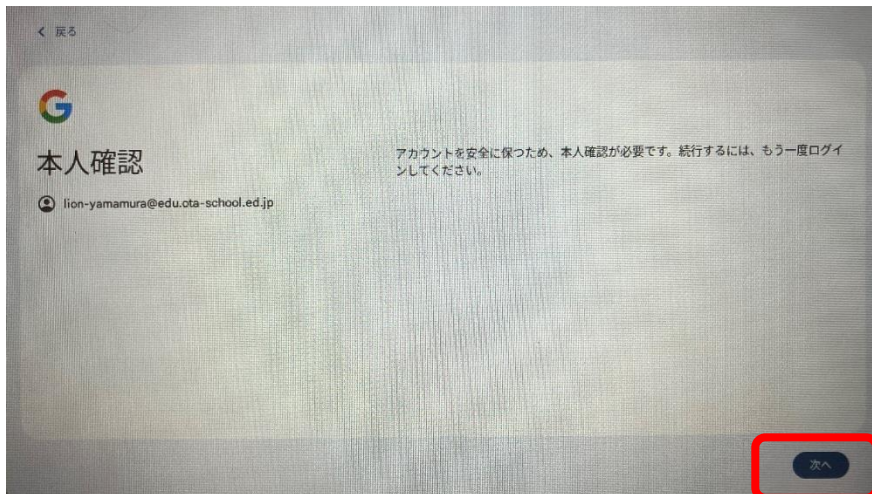 戻る
本人確認
lion-yamamura@edu.ota-school.ed.jp
アカウントを安全に保つため、本人確認が必要です。続行するには、もう一度ログイ
ンしてください。
次へ